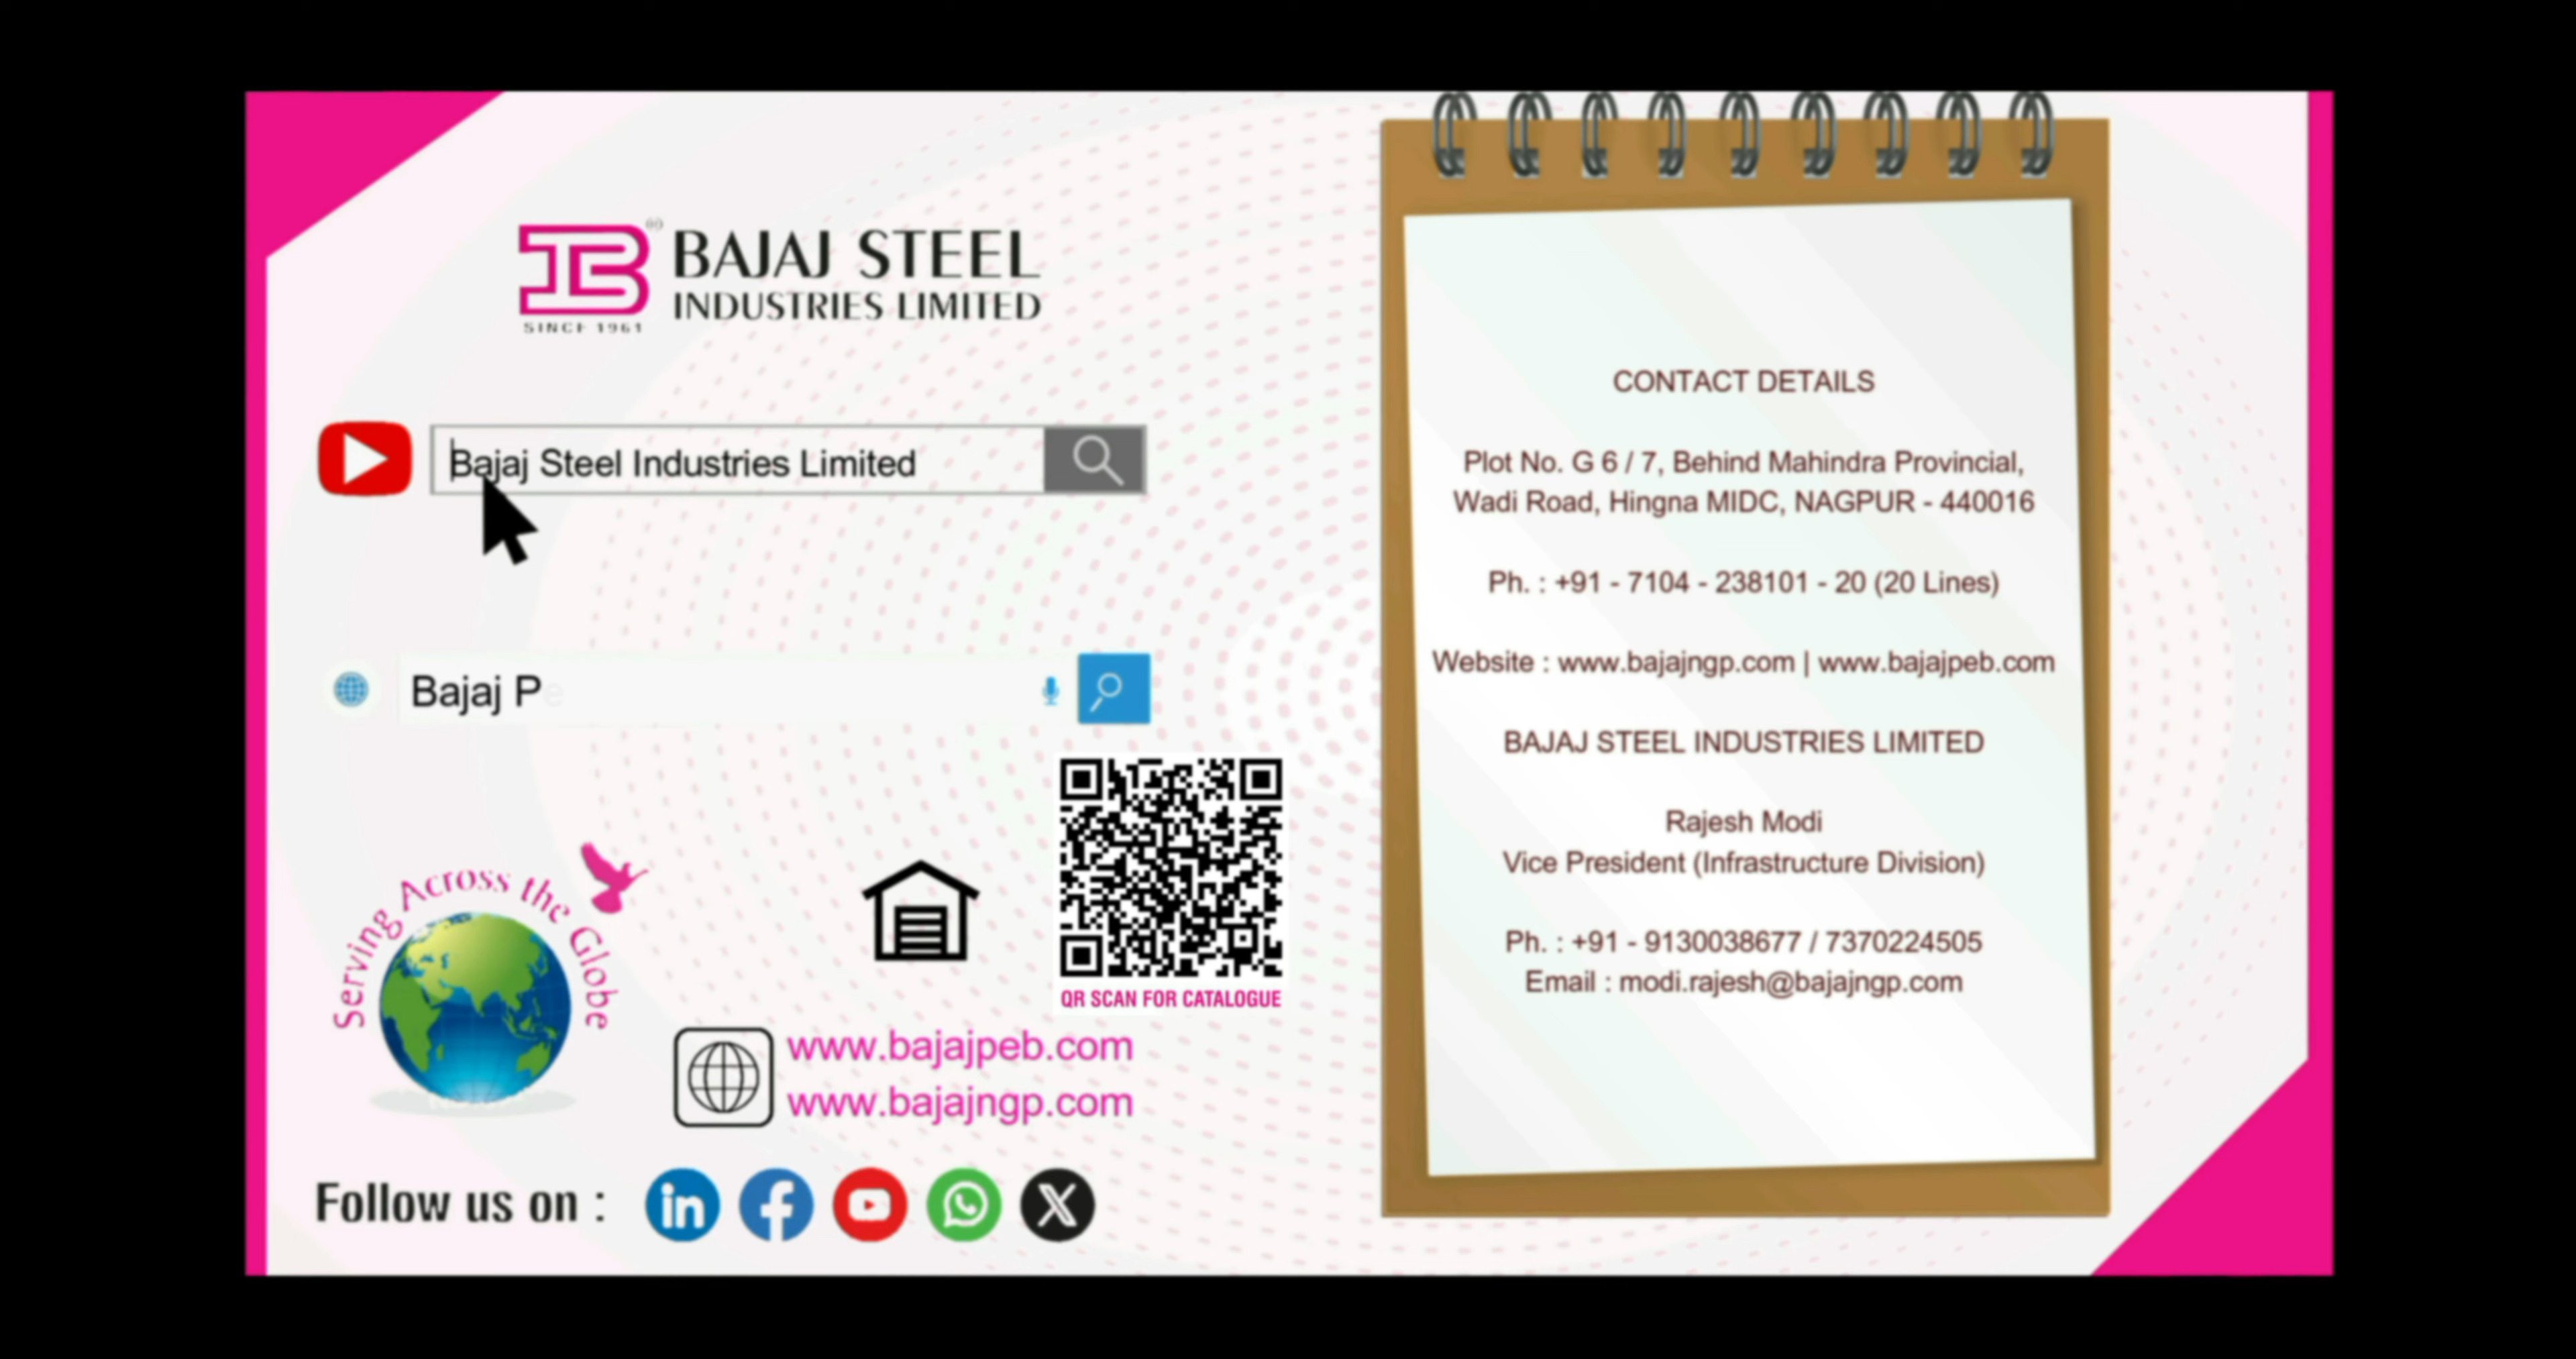 BAJAJ STEEL
INDUSTRIES LIMITED
SINCE 1961
Bajaj Steel Industries Limited
Bajaj Pe
Serving Across the Globe
QR SCAN FOR CATALOGUE
www.bajajpeb.com
www.bajajngp.com
Follow us on :
CONTACT DETAILS
Plot No. G 6 / 7, Behind Mahindra Provincial,
Wadi Road, Hingna MIDC, NAGPUR - 440016
Ph. : +91 - 7104 - 238101 - 20 (20 Lines)
Website : www.bajajngp.com | www.bajajpeb.com
BAJAJ STEEL INDUSTRIES LIMITED
Rajesh Modi
Vice President (Infrastructure Division)
Ph. : +91 - 9130038677 / 7370224505
Email : modi.rajesh@bajajngp.com